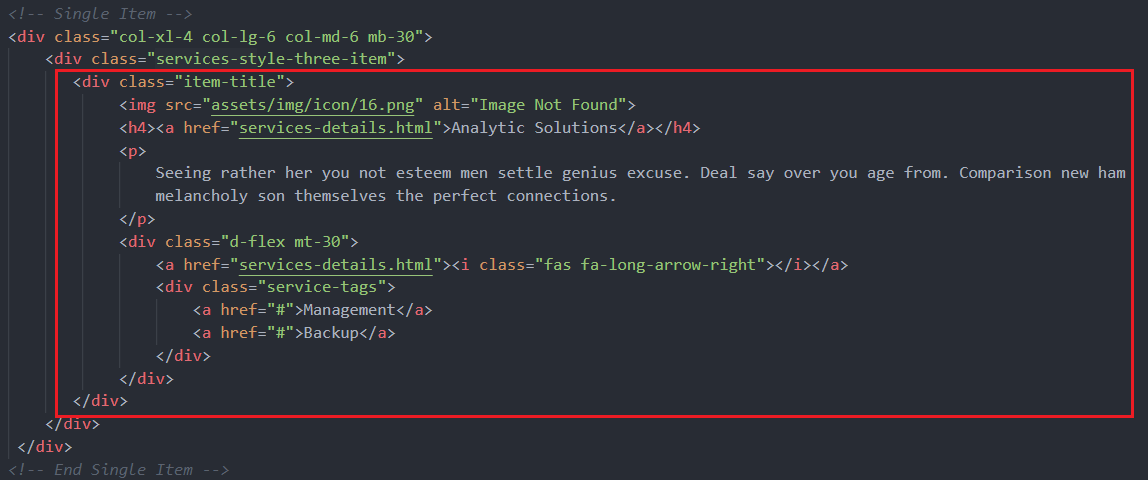 <!-- Single Item -->
<div class="col-xl-4 col-lg-6 col-md-6 mb-30">
    <div class="services-style-three-item">
       <div class="item-title">
            <img src="assets/img/icon/16.png" alt="Image Not Found">
            <h4><a href="services-details.html">Analytic Solutions</a></h4>
            <p>
                Seeing rather her you not esteem men settle genius excuse. Deal say over you age from. Comparison new ham
                melancholy son themselves the perfect connections.
            </p>
            <div class="d-flex mt-30">
                <a href="services-details.html"><i class="fas fa-long-arrow-right"></i></a>
                <div class="service-tags">
                    <a href="#">Management</a>
                    <a href="#">Backup</a>
                </div>
            </div>
       </div>
    </div>
 </div>
<!-- End Single Item -->